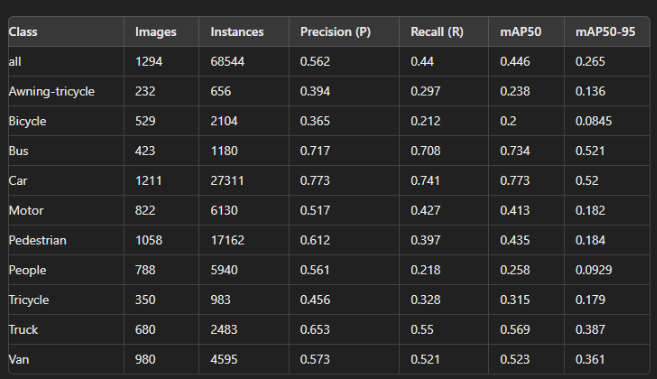 Class Images Instances Precision (P) Recall (R) mAP50 mAP50-95
all 1294 68544 0.562 0.44 0.446 0.265
Awning-tricycle 232 656 0.394 0.297 0.238 0.136
Bicycle 529 2104 0.365 0.212 0.2 0.0845
Bus 423 1180 0.717 0.708 0.734 0.521
Car 1211 27311 0.773 0.741 0.773 0.52
Motor 822 6130 0.517 0.427 0.413 0.182
Pedestrian 1058 17162 0.612 0.397 0.435 0.184
People 788 5940 0.561 0.218 0.258 0.0929
Tricycle 350 983 0.456 0.328 0.315 0.179
Truck 680 2483 0.653 0.55 0.569 0.387
Van 980 4595 0.573 0.521 0.523 0.361